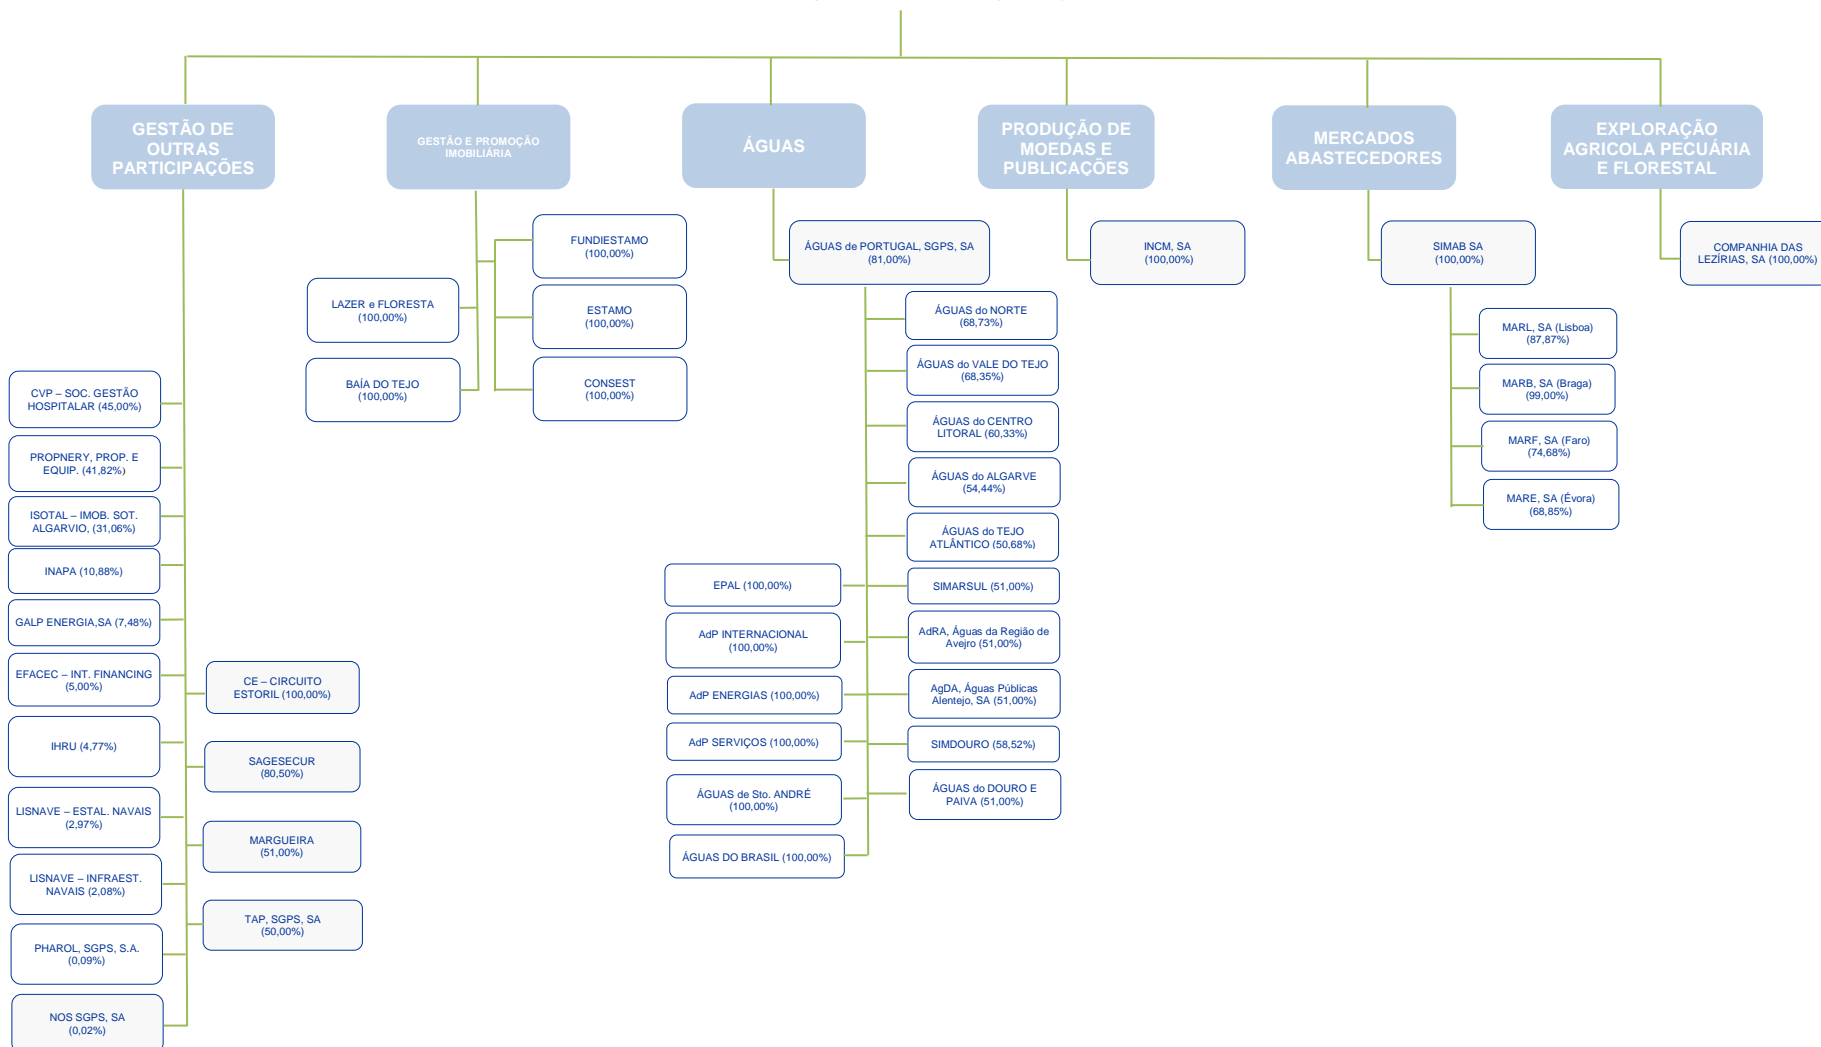 GESTÃO DE
OUTRAS
PARTICIPAÇÕES
GESTÃO E PROMOÇÃO
IMOBILIÁRIA
ÁGUAS
PRODUÇÃO DE
MOEDAS E
PUBLICAÇÕES
MERCADOS
ABASTECEDORES
EXPLORAÇÃO
AGRICOLA PECUÁRIA
E FLORESTAL
CVP – SOC. GESTÃO
HOSPITALAR (45,00%)
PROPNERY, PROP. E
EQUIP. (41,82%)
ISOTAL – IMOB. SOT.
ALGARVIO, (31,06%)
INAPA (10,88%)
GALP ENERGIA,SA (7,48%)
EFACEC – INT. FINANCING
(5,00%)
IHRU (4,77%)
LISNAVE – ESTAL. NAVAIS
(2,97%)
LISNAVE – INFRAEST.
NAVAIS (2,08%)
PHAROL, SGPS, S.A.
(0,09%)
NOS SGPS, SA
(0,02%)
CE – CIRCUITO
ESTORIL (100,00%)
SAGESECUR
(80,50%)
MARGUEIRA
(51,00%)
TAP, SGPS, SA
(50,00%)
LAZER e FLORESTA
(100,00%)
BAÍA DO TEJO
(100,00%)
FUNDIESTAMO
(100,00%)
ESTAMO
(100,00%)
CONSEST
(100,00%)
ÁGUAS de PORTUGAL, SGPS, SA
(81,00%)
EPAL (100,00%)
AdP INTERNACIONAL
(100,00%)
AdP ENERGIAS (100,00%)
AdP SERVIÇOS (100,00%)
ÁGUAS de Sto. ANDRÉ
(100,00%)
ÁGUAS DO BRASIL (100,00%)
ÁGUAS do NORTE
(68,73%)
ÁGUAS do VALE DO TEJO
(68,35%)
ÁGUAS do CENTRO
LITORAL (60,33%)
ÁGUAS do ALGARVE
(54,44%)
ÁGUAS do TEJO
ATLÂNTICO (50,68%)
SIMARSUL (51,00%)
AdRA, Águas da Região de
Avejro (51,00%)
AgDA, Águas Públicas
Alentejo, SA (51,00%)
SIMDOURO (58,52%)
ÁGUAS do DOURO E
PAIVA (51,00%)
INCM, SA
(100,00%)
SIMAB SA
(100,00%)
MARL, SA (Lisboa)
(87,87%)
MARB, SA (Braga)
(99,00%)
MARF, SA (Faro)
(74,68%)
MARE, SA (Évora)
(68,85%)
COMPANHIA DAS
LEZÍRIAS, SA (100,00%)